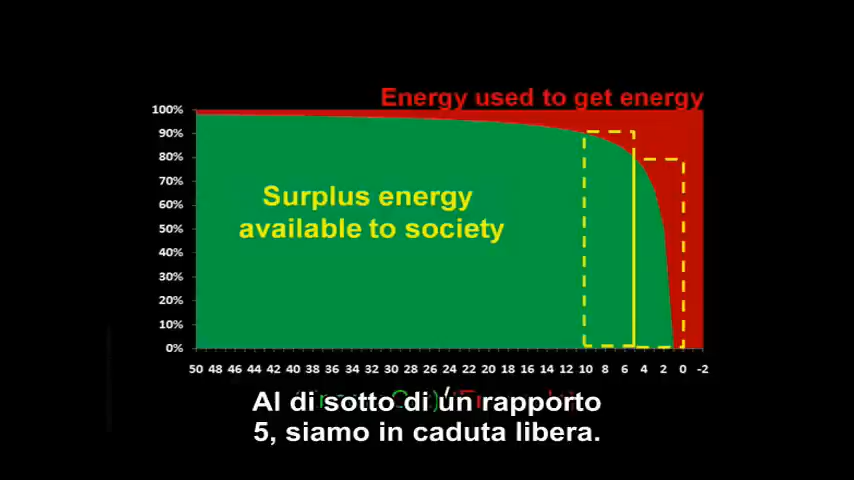 Energy used to get energy
100%
90%
80%
70%
60%
50%
40%
30%
20%
10%
0%
Surplus energy
available to society
50 48 46 44 42 40 38 36 34 32 30 28 26 24 22 20 18 16 14 12 10 8 6 4 2 0 -2
Al di sotto di un rapporto
5, siamo in caduta libera.